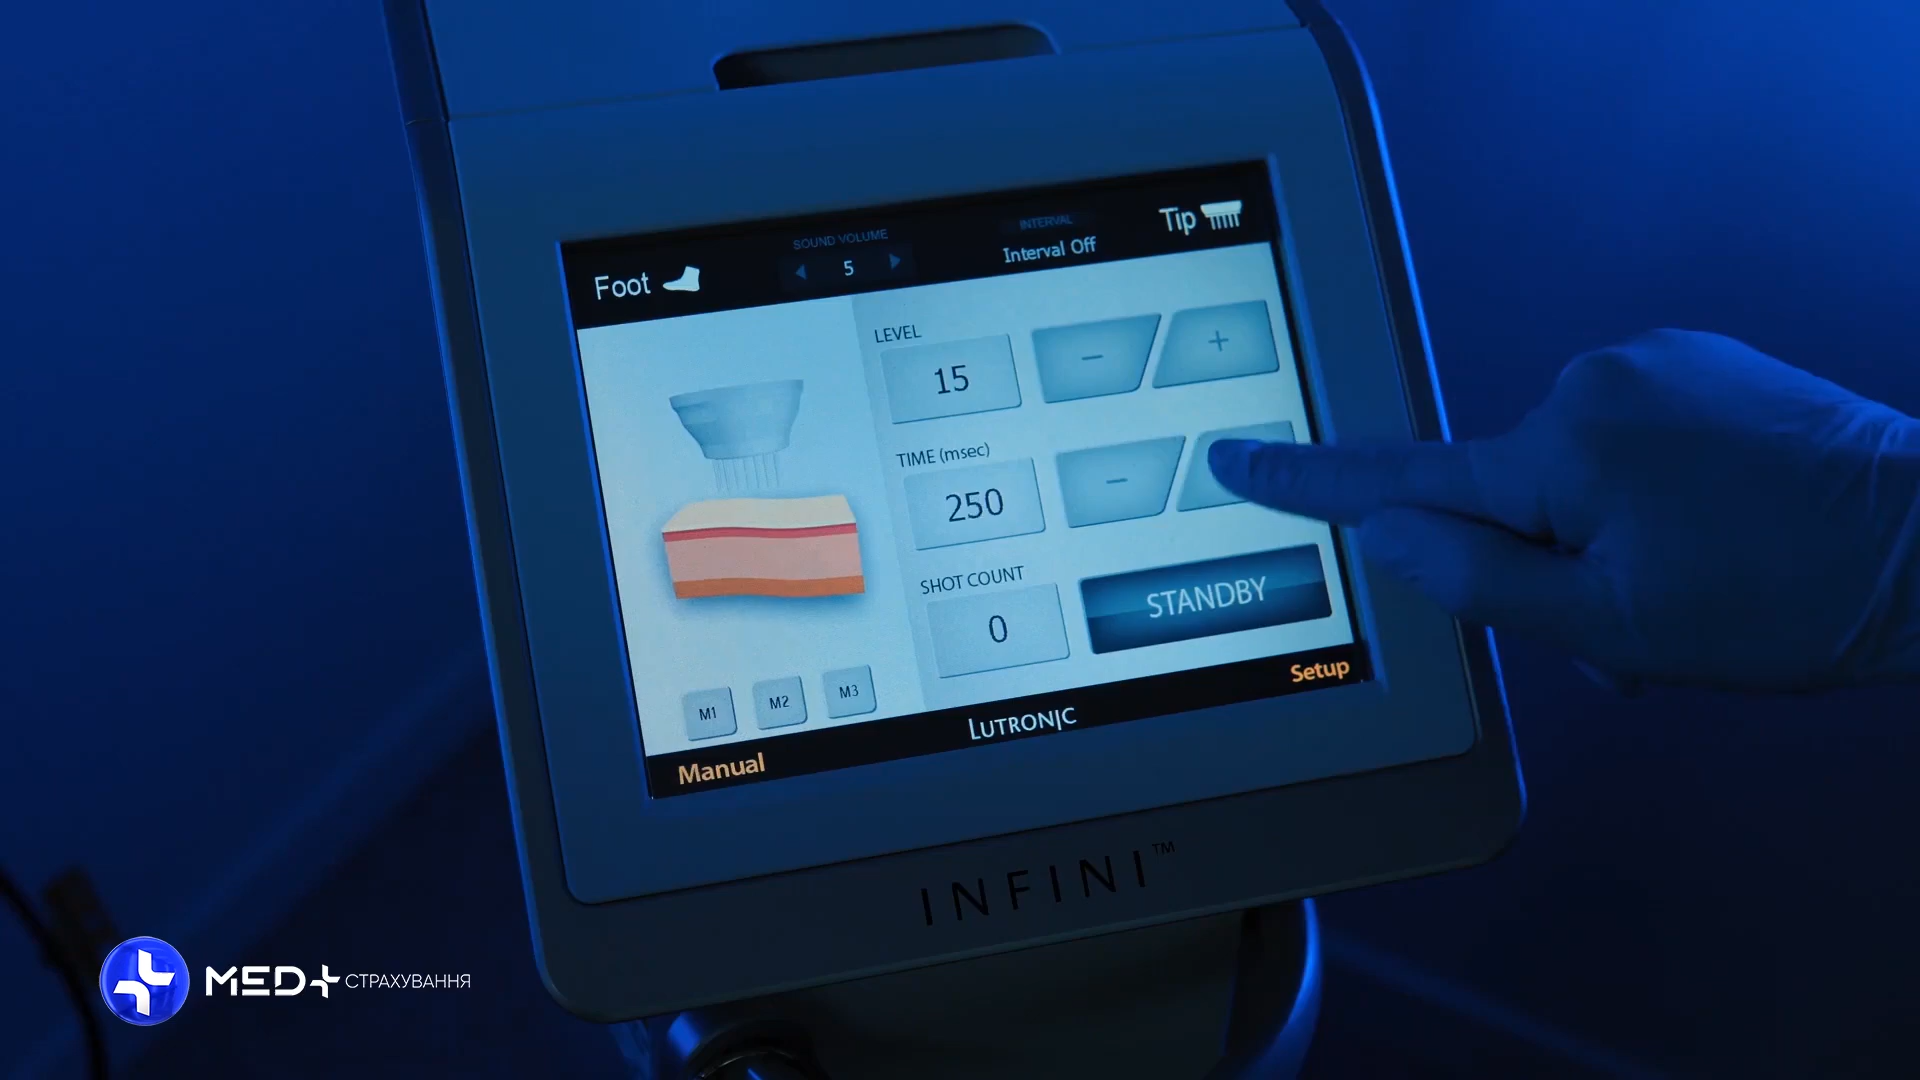 Foot
SOUND VOLUME
5
INTERVAL
Interval Off
Tip
LEVEL
15
−
+
TIME (msec)
250
−
SHOT COUNT
0
STANDBY
M1
M2
M3
Manual
LUTRONIC
Setup
INFINI™
MED+ СТРАХУВАННЯ